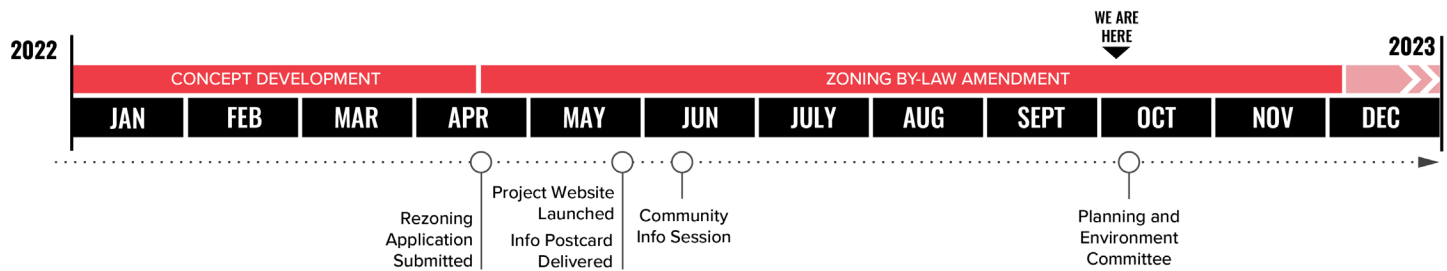 WE ARE
HERE
2022
2023
CONCEPT DEVELOPMENT
ZONING BY-LAW AMENDMENT
JAN FEB MAR APR MAY JUN JULY AUG SEPT OCT NOV DEC
Rezoning
Application
Submitted
Project Website
Launched
Info Postcard
Delivered
Community
Info Session
Planning and
Environment
Committee